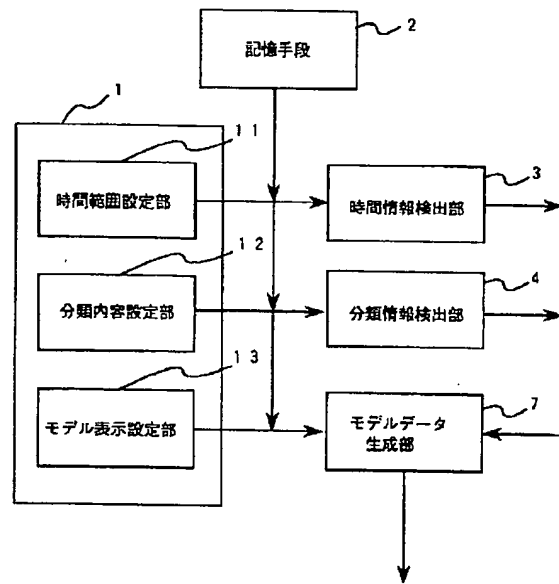 2
記憶手段
1
11
3
時間範囲設定部
時間情報検出部
12
4
分類内容設定部
分類情報検出部
13
7
モデル表示設定部
モデルデータ
生成部